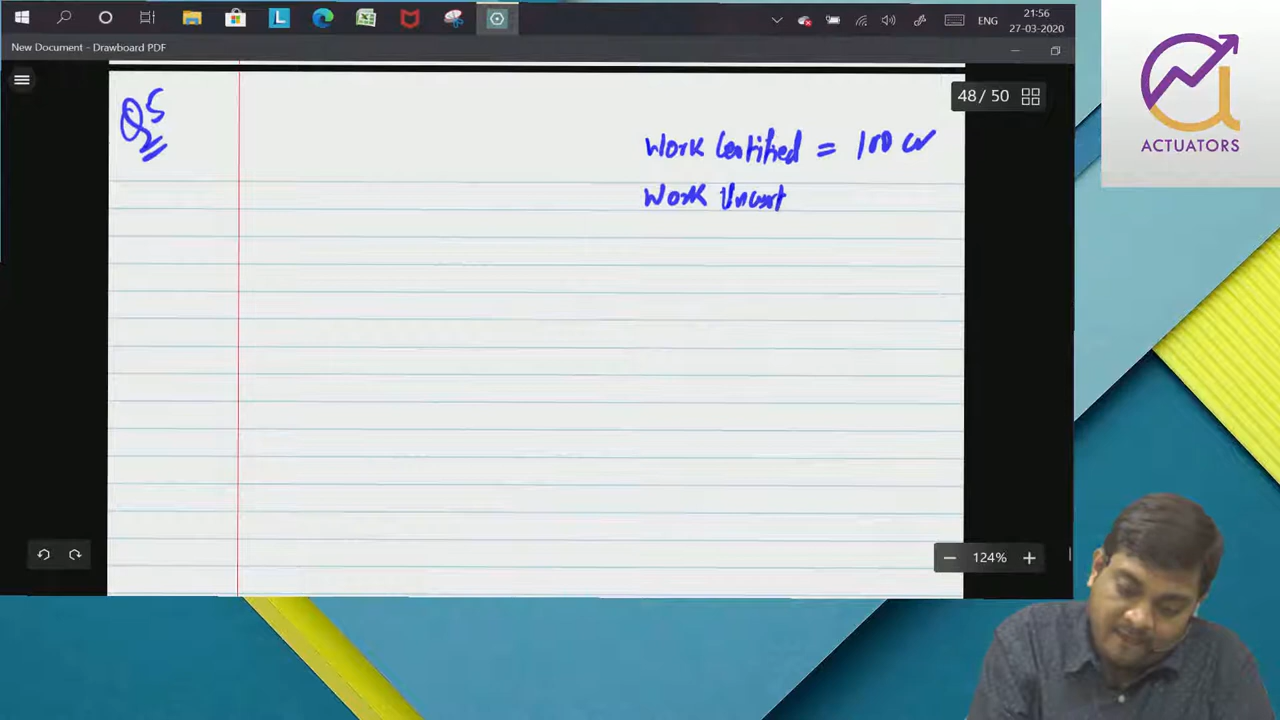 21:56
ENG
27-03-2020
New Document - Drawboard PDF
48 / 50
ACTUATORS
Q5
Work Certified = 100 cr
Work Uncert
124%